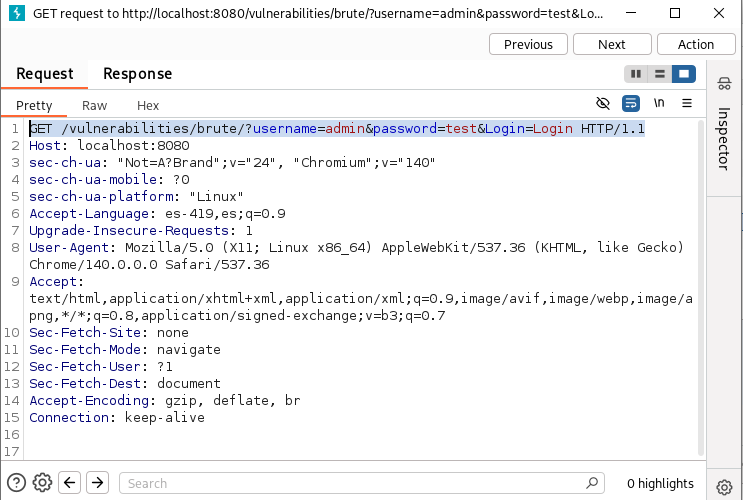 GET request to http://localhost:8080/vulnerabilities/brute/?username=admin&password=test&Lo...
Previous Next Action
Request Response
Pretty Raw Hex \n
1 GET /vulnerabilities/brute/?username=admin&password=test&Login=Login HTTP/1.1
2 Host: localhost:8080
3 sec-ch-ua: "Not=A?Brand";v="24", "Chromium";v="140"
4 sec-ch-ua-mobile: ?0
5 sec-ch-ua-platform: "Linux"
6 Accept-Language: es-419,es;q=0.9
7 Upgrade-Insecure-Requests: 1
8 User-Agent: Mozilla/5.0 (X11; Linux x86_64) AppleWebKit/537.36 (KHTML, like Gecko)
Chrome/140.0.0.0 Safari/537.36
9 Accept:
text/html,application/xhtml+xml,application/xml;q=0.9,image/avif,image/webp,image/a
png,*/*;q=0.8,application/signed-exchange;v=b3;q=0.7
10 Sec-Fetch-Site: none
11 Sec-Fetch-Mode: navigate
12 Sec-Fetch-User: ?1
13 Sec-Fetch-Dest: document
14 Accept-Encoding: gzip, deflate, br
15 Connection: keep-alive
16
17
Search
0 highlights
Inspector